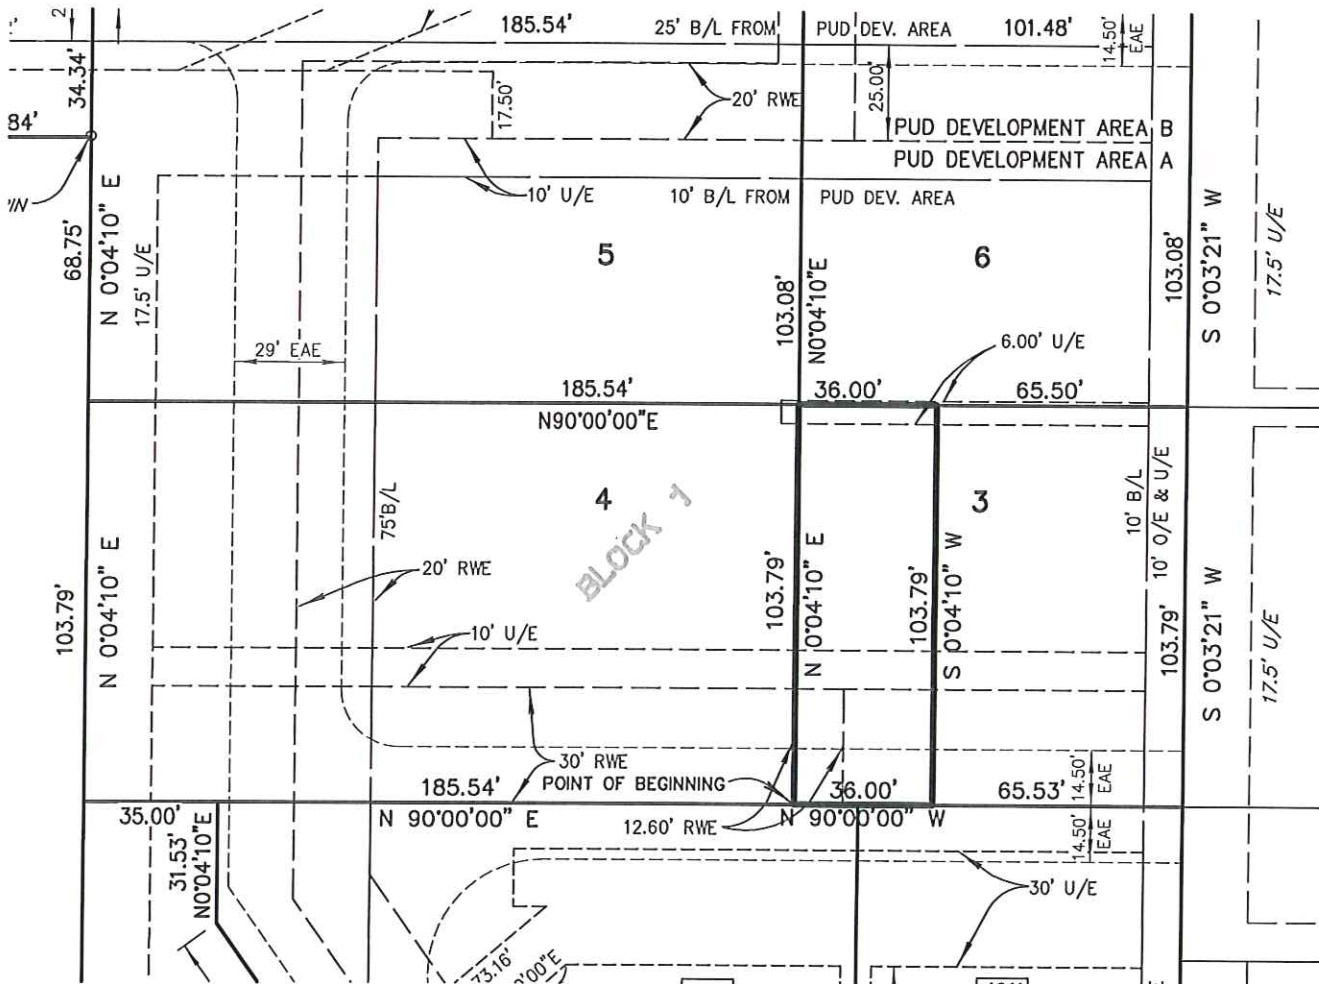 185.54'
25' B/L FROM
PUD DEV. AREA
101.48'
14.50'
EAE
2
34.34'
84'
17.50'
20' RWE
25.00'
PUD DEVELOPMENT AREA B
PUD DEVELOPMENT AREA A
10' U/E
10' B/L FROM
PUD DEV. AREA
68.75'
N 0°04'10" E
17.5' U/E
5
6
103.08'
N0°04'10"E
103.08'
S 0°03'21" W
17.5' U/E
29' EAE
6.00' U/E
185.54'
36.00'
65.50'
N90°00'00"E
4
BLOCK 1
3
75'B/L
10' B/L
10' O/E & U/E
103.79'
N 0°04'10" E
20' RWE
10' U/E
103.79'
N 0°04'10" E
103.79'
S 0°04'10" W
103.79'
S 0°03'21" W
17.5' U/E
30' RWE
POINT OF BEGINNING
185.54'
36.00'
65.53'
14.50'
EAE
35.00'
N 90°00'00" E
12.60' RWE
N 90°00'00" W
14.50'
EAE
31.53'
N0°04'10"E
30' U/E
73.16'
0'00"E